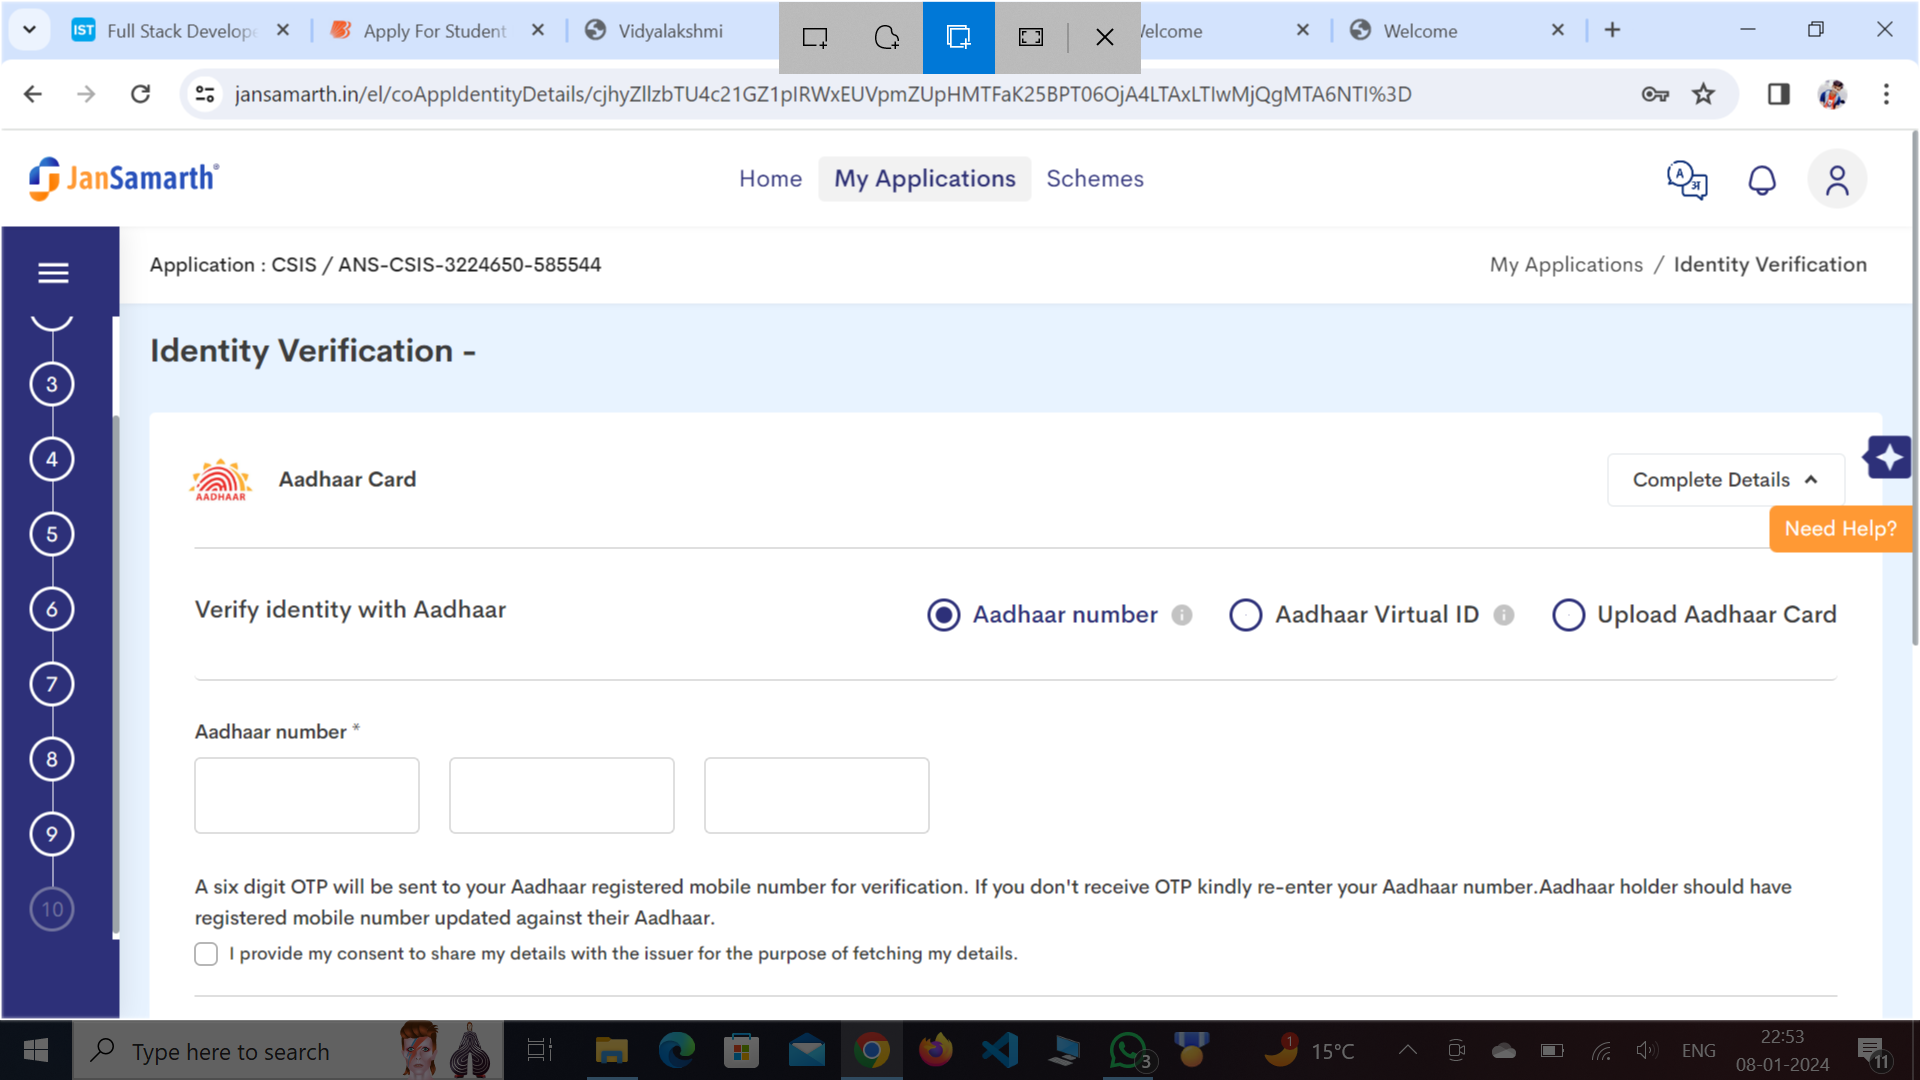 IST Full Stack Develope
Apply For Student
Vidyalakshmi
elcome
Welcome
jansamarth.in/el/coAppIdentityDetails/cjhyZllzbTU4c21GZ1pIRWxEUVpmZUpHMTFaK25BPT06OjA4LTAxLTIwMjQgMTA6NTI%3D
JanSamarth
Home
My Applications
Schemes
Application : CSIS / ANS-CSIS-3224650-585544
My Applications / Identity Verification
Identity Verification -
3
4
5
6
7
8
9
10
AADHAAR
Aadhaar Card
Complete Details
Need Help?
Verify identity with Aadhaar
Aadhaar number
Aadhaar Virtual ID
Upload Aadhaar Card
Aadhaar number *
A six digit OTP will be sent to your Aadhaar registered mobile number for verification. If you don't receive OTP kindly re-enter your Aadhaar number.Aadhaar holder should have
registered mobile number updated against their Aadhaar.
I provide my consent to share my details with the issuer for the purpose of fetching my details.
Type here to search
3
1
15°C
ENG
22:53
08-01-2024
11